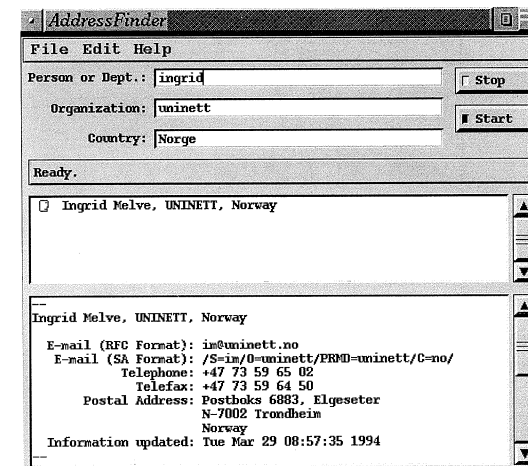 AddressFinder
File Edit Help
Person or Dept.: ingrid
Stop
Organization: uninett
Start
Country: Norge
Ready.
Ingrid Melve, UNINETT, Norway
--
Ingrid Melve, UNINETT, Norway
E-mail (RFC Format): im@uninett.no
E-mail (SA Format): /S=im/O=uninett/PRMD=uninett/C=no/
Telephone: +47 73 59 65 02
Telefax: +47 73 59 64 50
Postal Address: Postboks 6883, Elgeseter
N-7002 Trondheim
Norway
Information updated: Tue Mar 29 08:57:35 1994
--